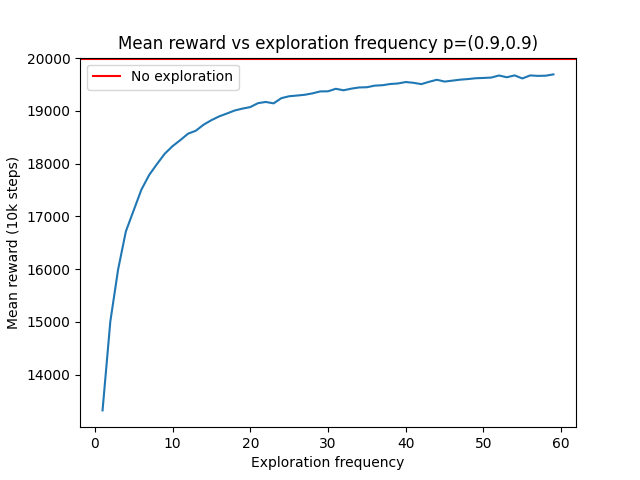 Mean reward vs exploration frequency p=(0.9,0.9)
No exploration
20000
19000
18000
17000
16000
15000
14000
Mean reward (10k steps)
0 10 20 30 40 50 60
Exploration frequency